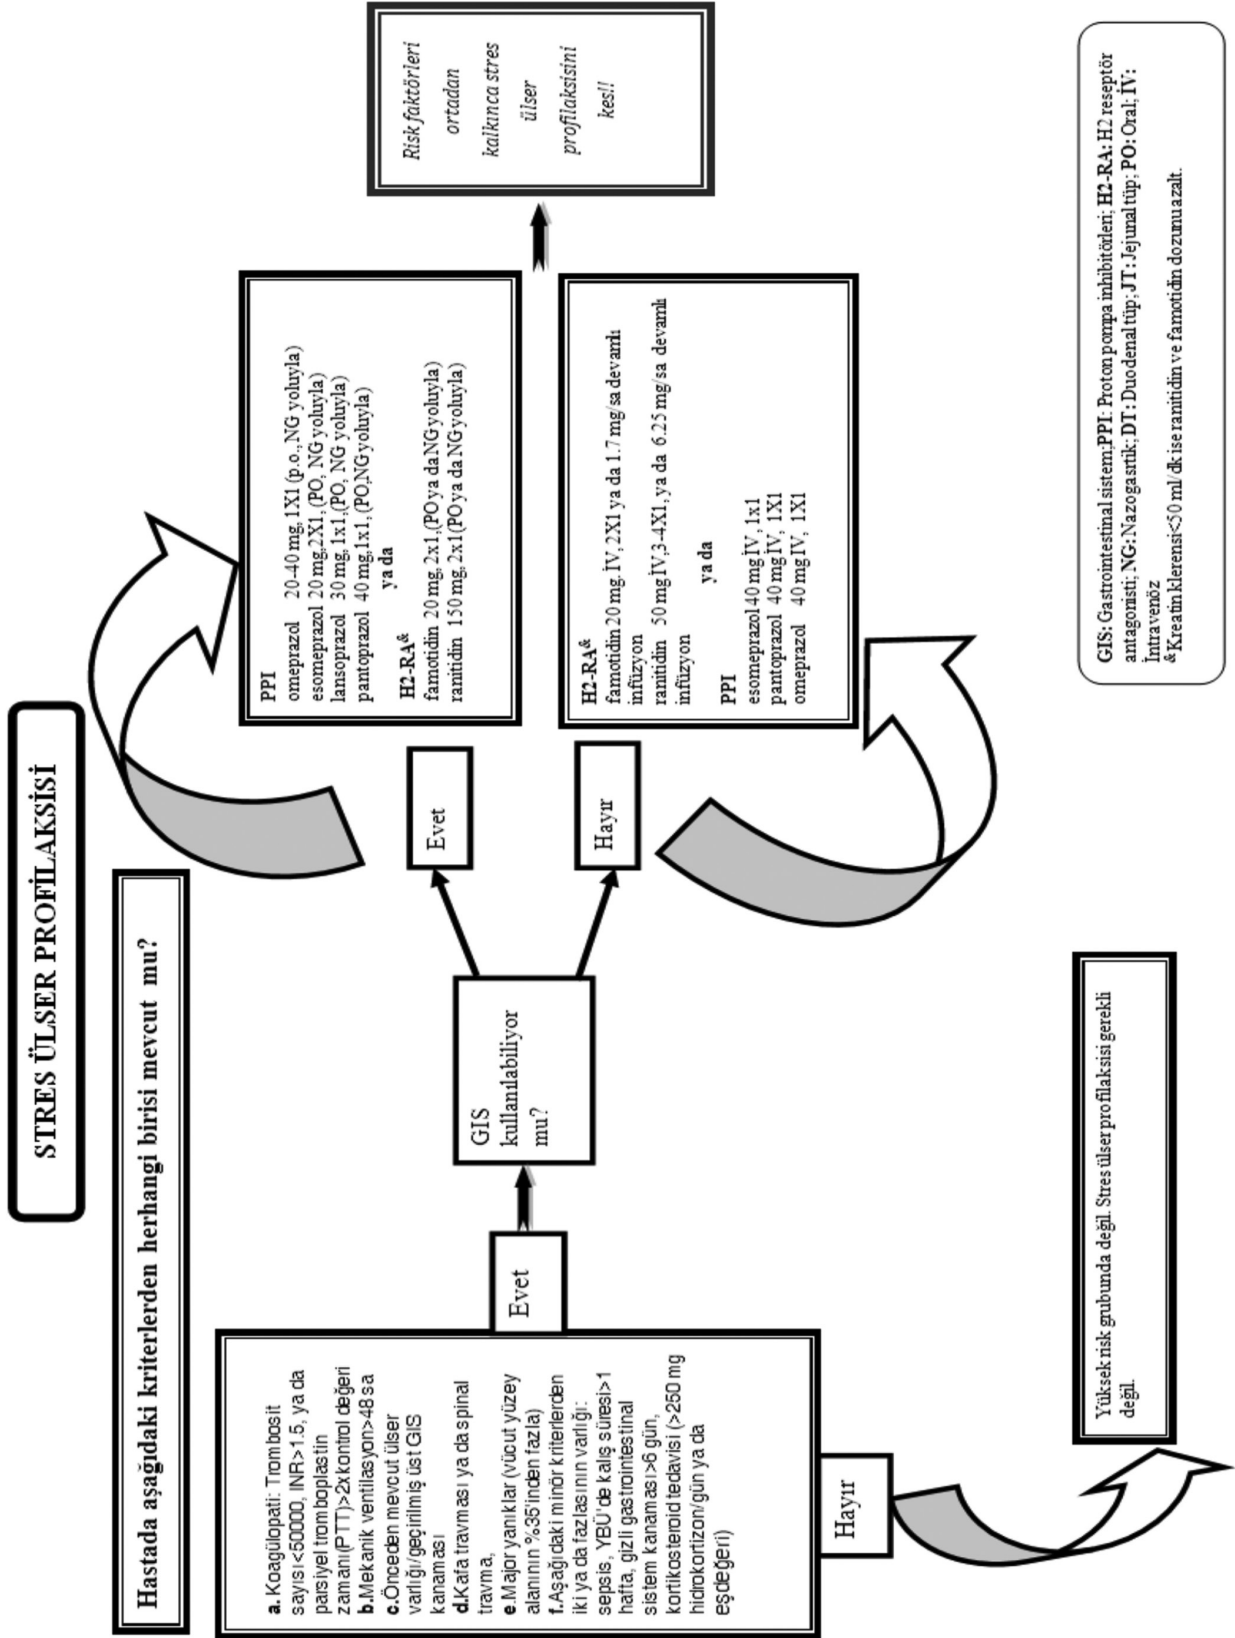 STRES ÜLSER PROFİLAKSİSİ
Hastada aşağıdaki kriterlerden herhangi birisi mevcut mu?
a. Koagülopati: Trombosit
sayısı<50000, INR>1.5, ya da
parsiyel tromboplastin
zamanı(PTT)>2xkontrol değeri
b.Mekanik ventilasyon>48 sa
c.Önceden mevcut ülser
varlığı/geçirilmiş üst GIS
kanaması
d.Kafa travması ya da spinal
travma,
e.Major yanıklar (vücut yüzey
alanının %35'inden fazla)
f.Aşağıdaki minör kriterlerden
iki ya da fazlasının varlığı:
sepsis, YBÜ'de kalış süresi>1
hafta, gizli gastrointestinal
sistem kanaması>6 gün,
kortikosteroid tedavisi (>250 mg
hidrokortizon/gün ya da
eşdeğeri)
Evet
Hayır
GIS
kullanılabiliyor
mu?
Evet
Hayır
PPI
omeprazol 20-40 mg, 1X1 (p.o., NG yoluyla)
esomeprazol 20 mg,2X1, (PO, NG yoluyla)
lansoprazol 30 mg, 1x1,(PO, NG yoluyla)
pantoprazol 40 mg,1x1, (PO,NG yoluyla)
ya da
H2-RA&
famotidin 20 mg, 2x1,(PO ya da NG yoluyla)
ranitidin 150 mg, 2x1(PO ya da NG yoluyla)
H2-RA&
famotidin 20 mg, İV, 2X1 ya da 1.7 mg/sa devamlı
infüzyon
ranitidin 50 mg İV,3-4X1, ya da 6.25 mg/sa devamlı
infüzyon
ya da
PPI
esomeprazol 40 mg İV, 1x1
pantoprazol 40 mg İV, 1X1
omeprazol 40 mg IV, 1X1
Risk faktörleri
ortadan
kalkınca stres
ülser
profilaksisini
kes!!
Yüksek risk grubunda değil. Stres ülser profilaksisi gerekli
değil.
GIS: Gastrointestinal sistem;PPI: Proton pompa inhibitörleri; H2-RA: H2 reseptör
antagonisti; NG: Nazogasrtik; DT: Duodenal tüp; JT: Jejunal tüp; PO: Oral; İV:
İntravenöz
&Kreatin klerensi<50 ml/dk ise ranitidin ve famotidin dozunu azalt.